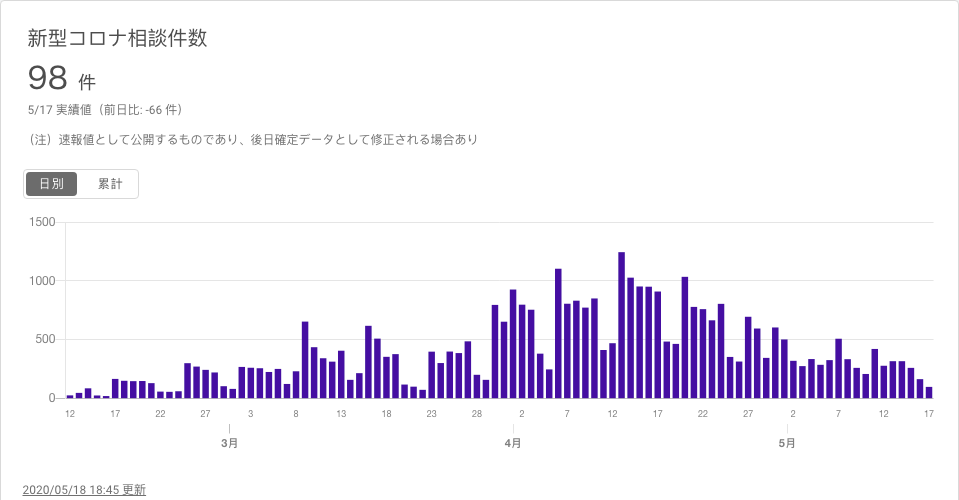 新型コロナ相談件数
98 件
5/17 実績値（前日比: -66 件）
（注）速報値として公開するものであり、後日確定データとして修正される場合あり
日別 累計
1500
1000
500
0
12 17 22 27 3 8 13 18 23 28 2 7 12 17 22 27 2 7 12 17
3月 4月 5月
2020/05/18 18:45 更新